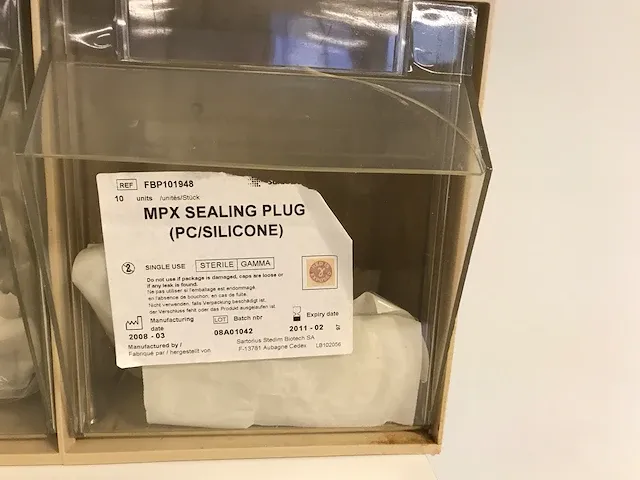 REF FBP101948
10 units /unités/Stück
MPX SEALING PLUG
(PC/SILICONE)
2 SINGLE USE STERILE GAMMA
Do not use if package is damaged, caps are loose or
if any leak is found.
Ne pas utiliser si l'emballage est endommagé,
en l'absence de bouchon, en cas de fuite.
Nicht verwenden, falls Verpackung beschädigt ist,
der Verschluss fehlt oder das Produkt ausgelaufen ist.
Manufacturing date LOT Batch nbr Expiry date
2008 - 03 08A01042 2011 - 02
Manufactured by / Sartorius Stedim Biotech SA
Fabriqué par / hergestellt von F-13781 Aubagne Cedex LB102056